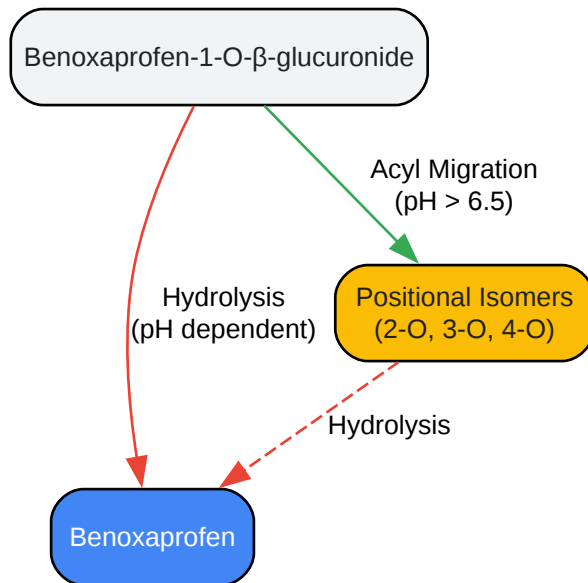 Benoxaprofen-1-O-β-glucuronide
Acyl Migration
(pH > 6.5)
Hydrolysis
(pH dependent)
Positional Isomers
(2-O, 3-O, 4-O)
Hydrolysis
Benoxaprofen